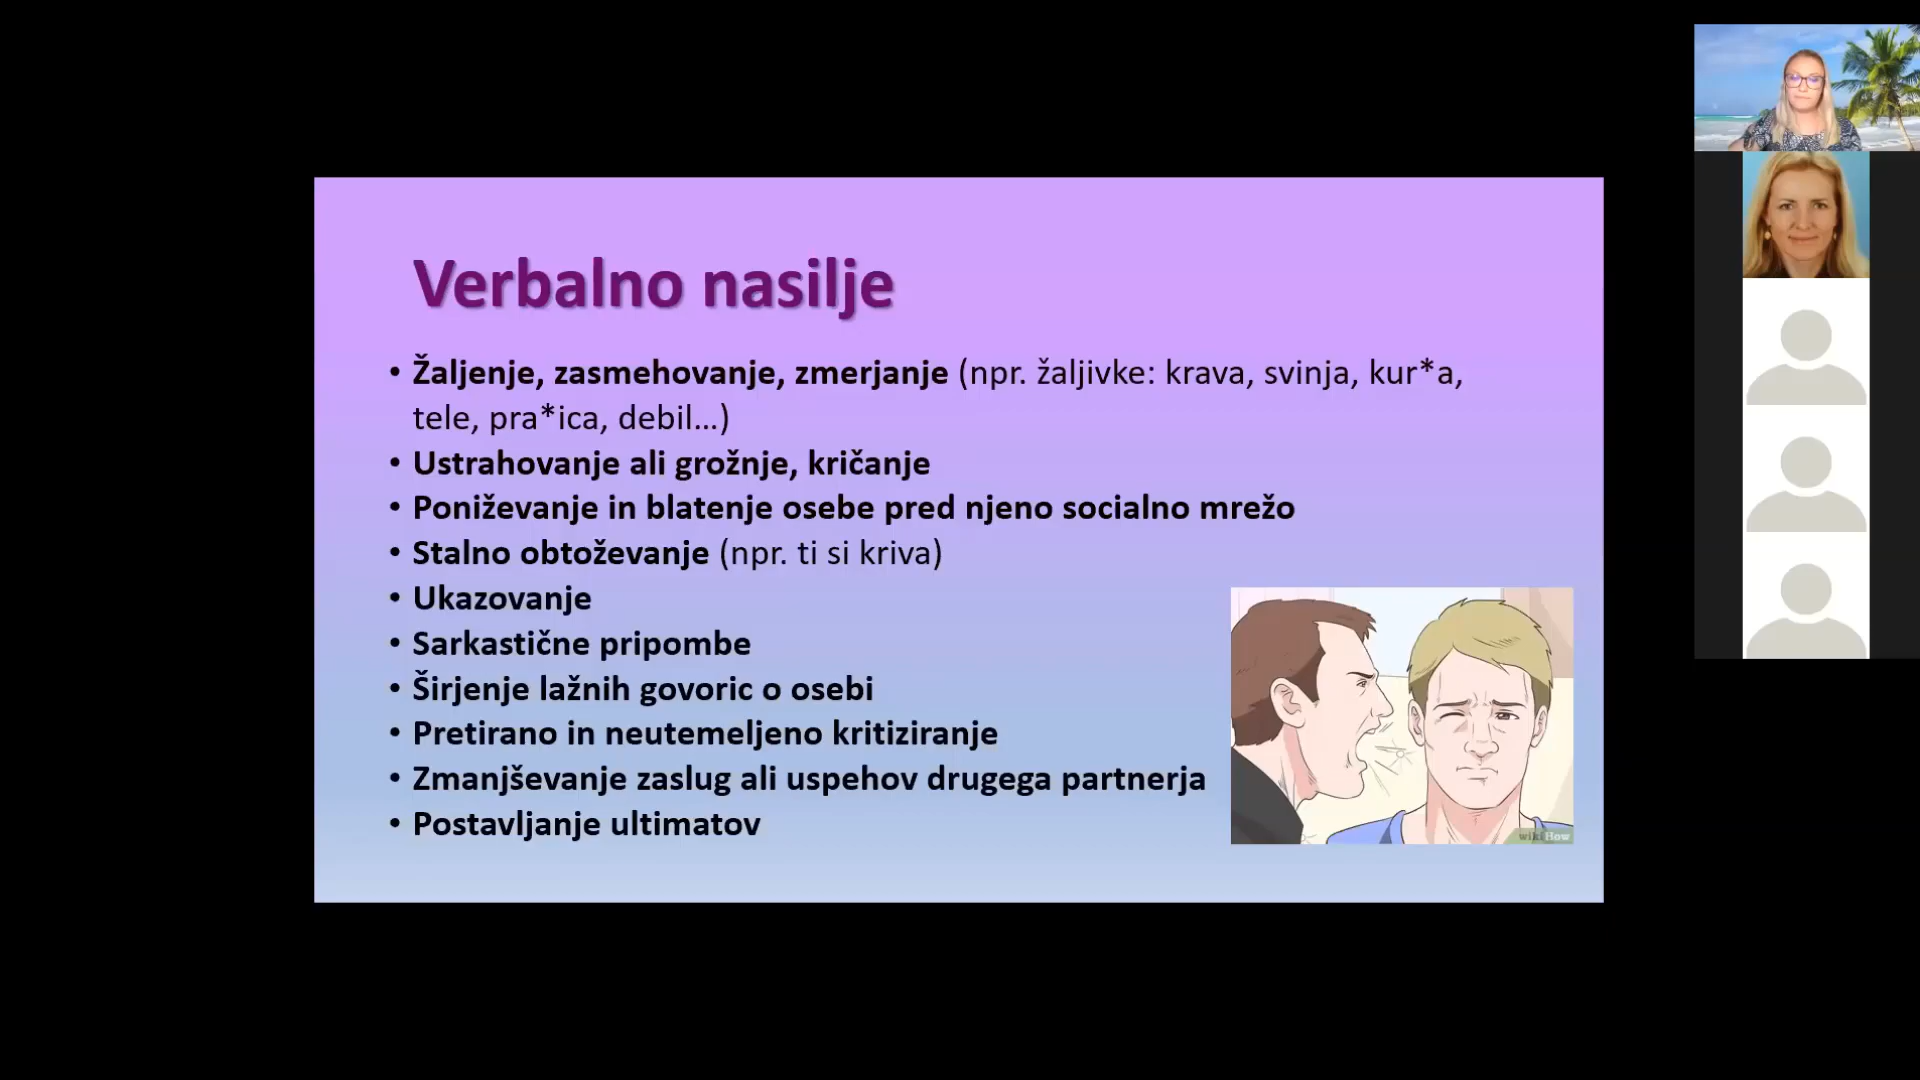 Verbalno nasilje
• Žaljenje, zasmehovanje, zmerjanje (npr. žaljivke: krava, svinja, kur*a,
tele, pra*ica, debil...)
• Ustrahovanje ali grožnje, kričanje
• Poniževanje in blatenje osebe pred njeno socialno mrežo
• Stalno obtoževanje (npr. ti si kriva)
• Ukazovanje
• Sarkastične pripombe
• Širjenje lažnih govoric o osebi
• Pretirano in neutemeljeno kritiziranje
• Zmanjševanje zaslug ali uspehov drugega partnerja
• Postavljanje ultimatov
wikiHow